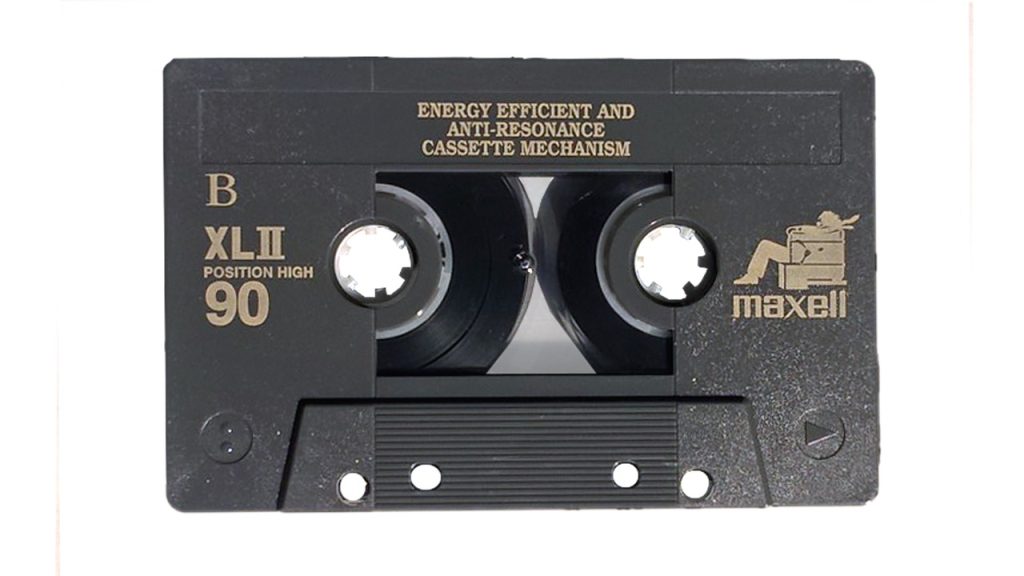 ENERGY EFFICIENT AND
ANTI-RESONANCE
CASSETTE MECHANISM
B
XLII
POSITION HIGH
90
maxell